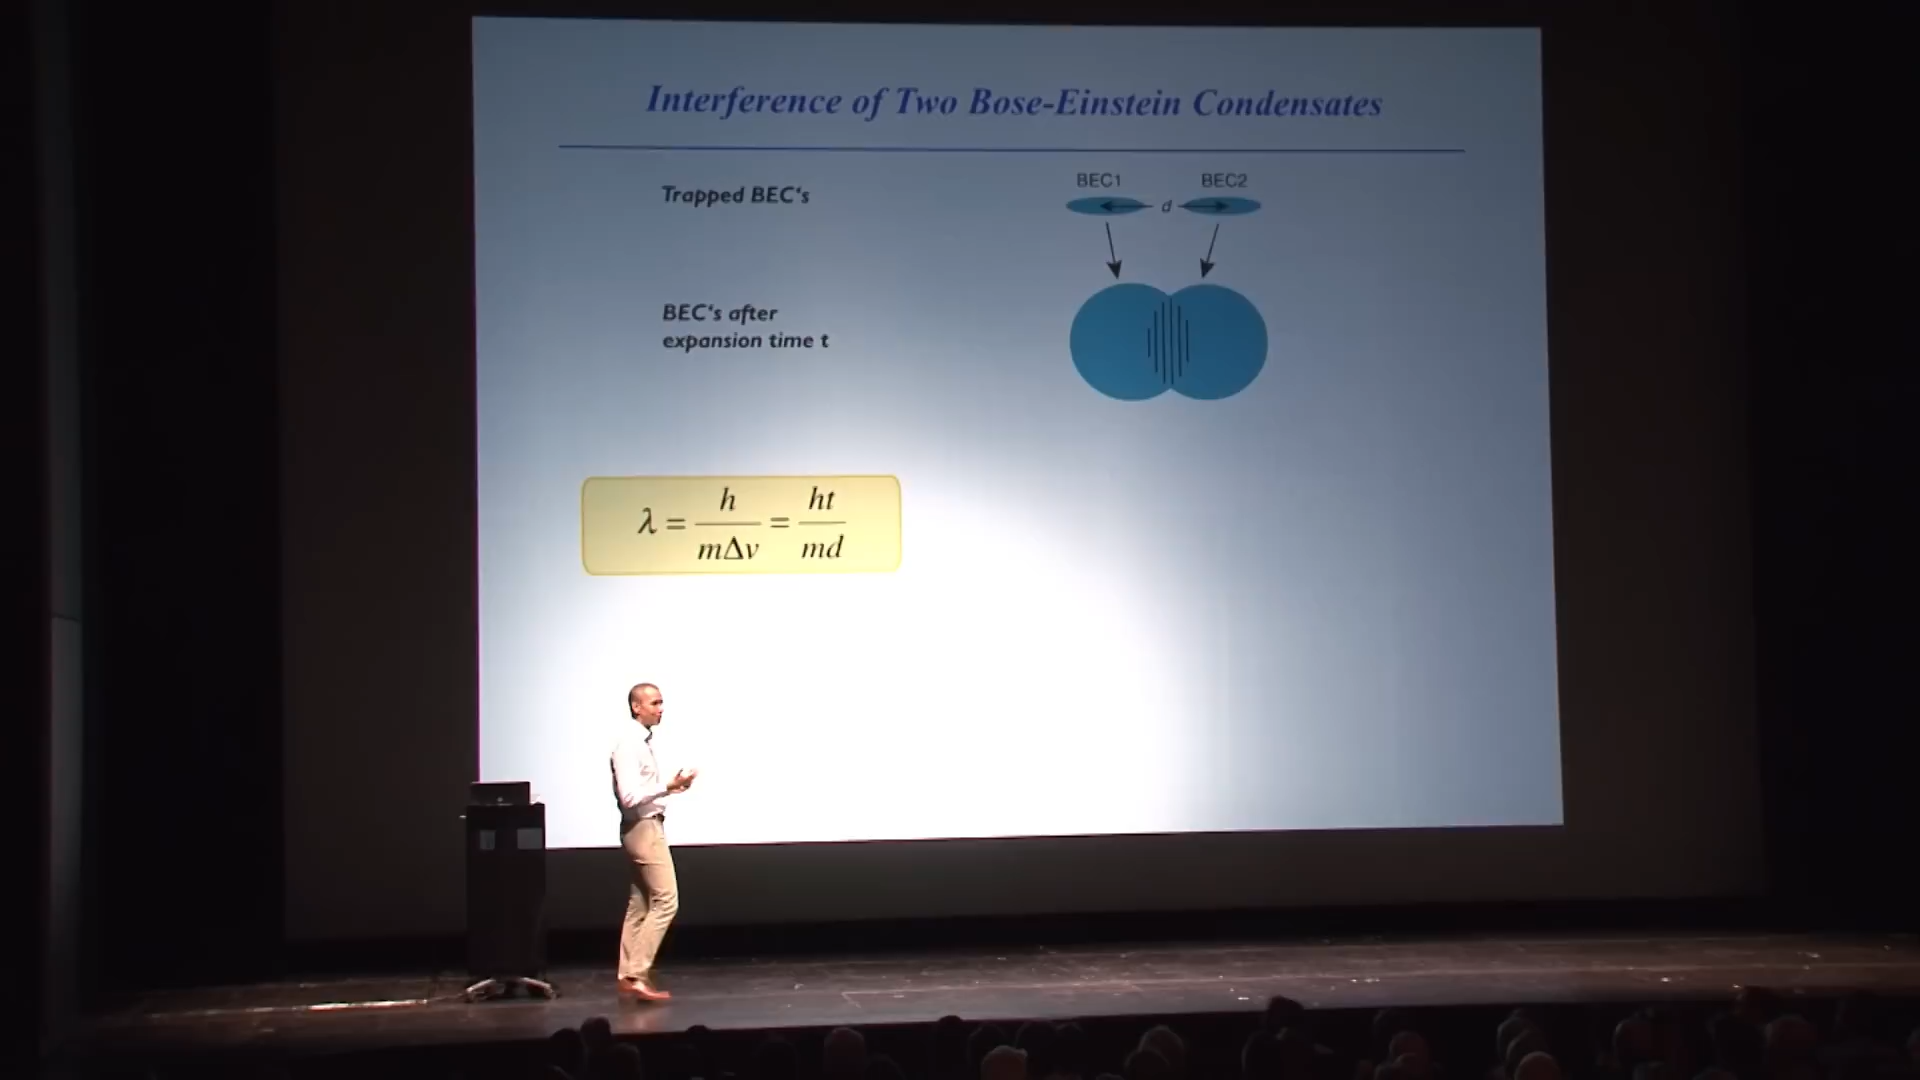 Interference of Two Bose-Einstein Condensates
Trapped BEC's
BEC1
BEC2
d
BEC's after
expansion time t
λ = h/mΔv = ht/md